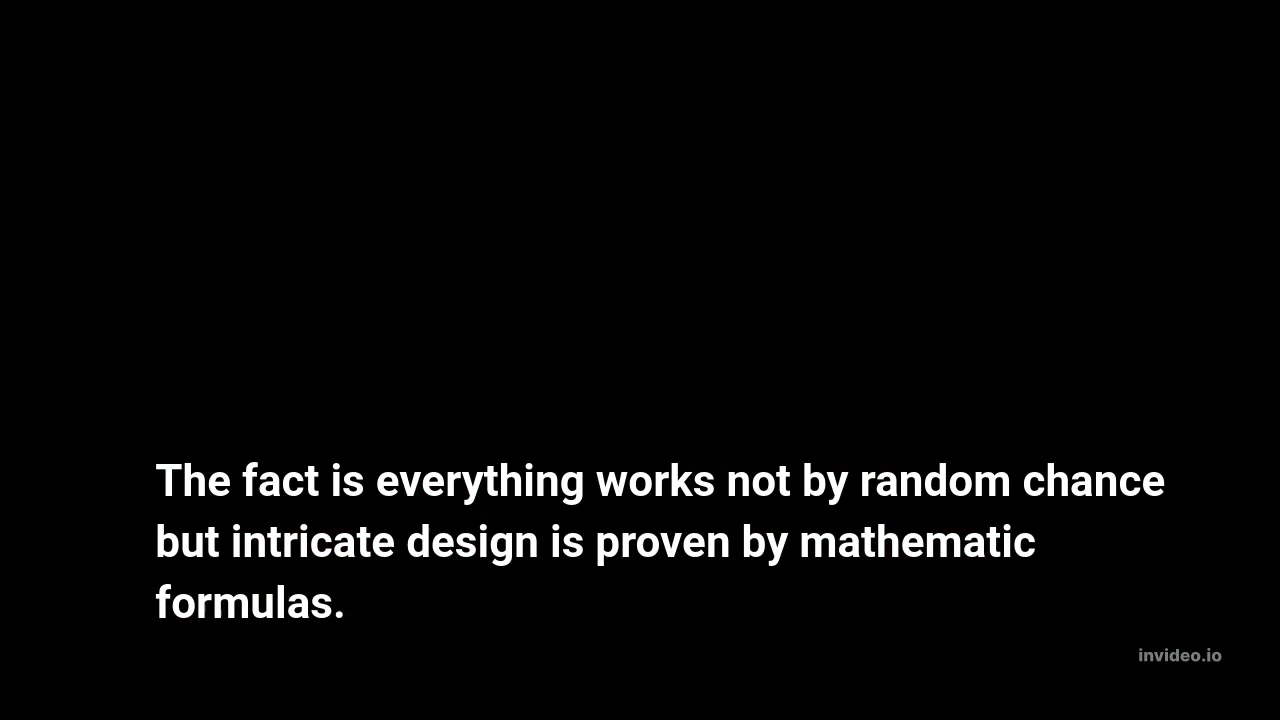 The fact is everything works not by random chance
but intricate design is proven by mathematic
formulas.
invideo.io